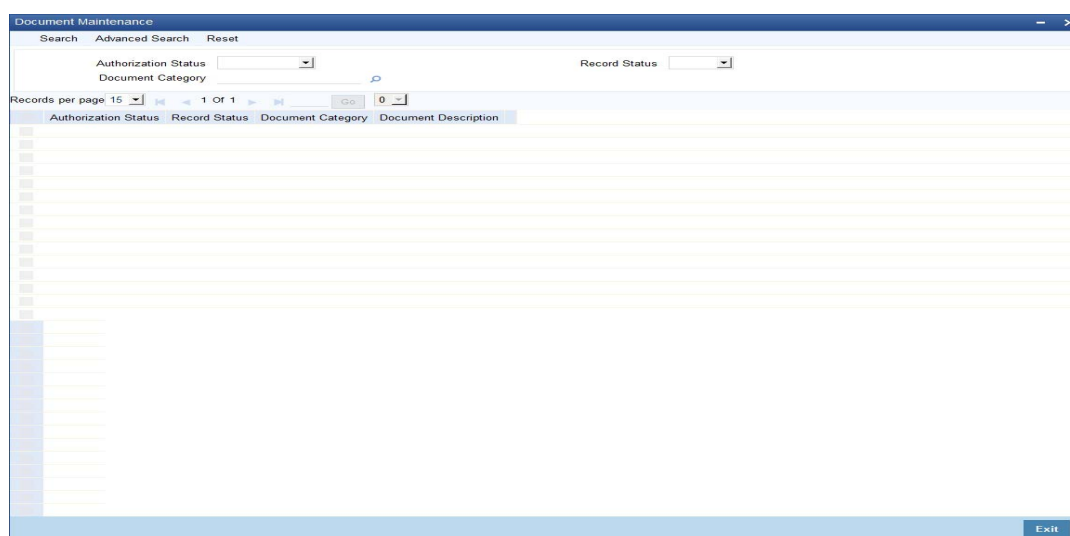 Document Maintenance
Search Advanced Search Reset
Authorization Status Record Status
Document Category
Records per page 15 1 Of 1 Go 0
Authorization Status Record Status Document Category Document Description
Exit